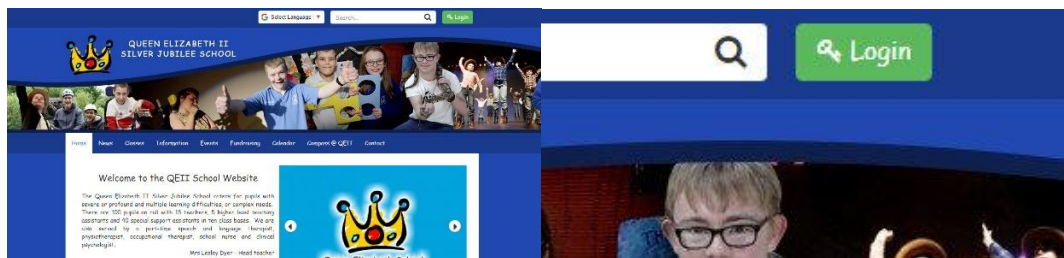 Select Language ▼
Search...
Login
QUEEN ELIZABETH II
SILVER JUBILEE SCHOOL
Home News Classes Information Events Fundraising Calendar Compass @ QEII Contact
Welcome to the QEII School Website
The Queen Elizabeth II Silver Jubilee School caters for pupils with
severe or profound and multiple learning difficulties, or complex needs.
There are 100 pupils on roll with 15 teachers, 5 higher level teaching
assistants and 40 special support assistants in ten class bases. We are
also served by a part-time speech and language therapist,
physiotherapist, occupational therapist, school nurse and clinical
psychologist.
Mrs Lesley Dyer - Head teacher
Login